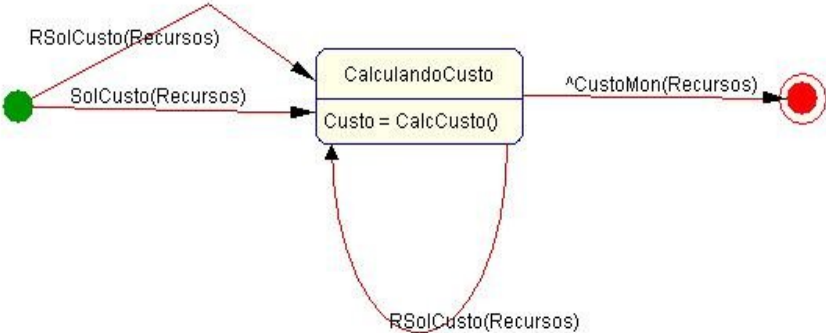 RSolCusto(Recursos)
CalculandoCusto
SolCusto(Recursos)
^CustoMon(Recursos)
Custo = CalcCusto()
RSolCusto(Recursos)